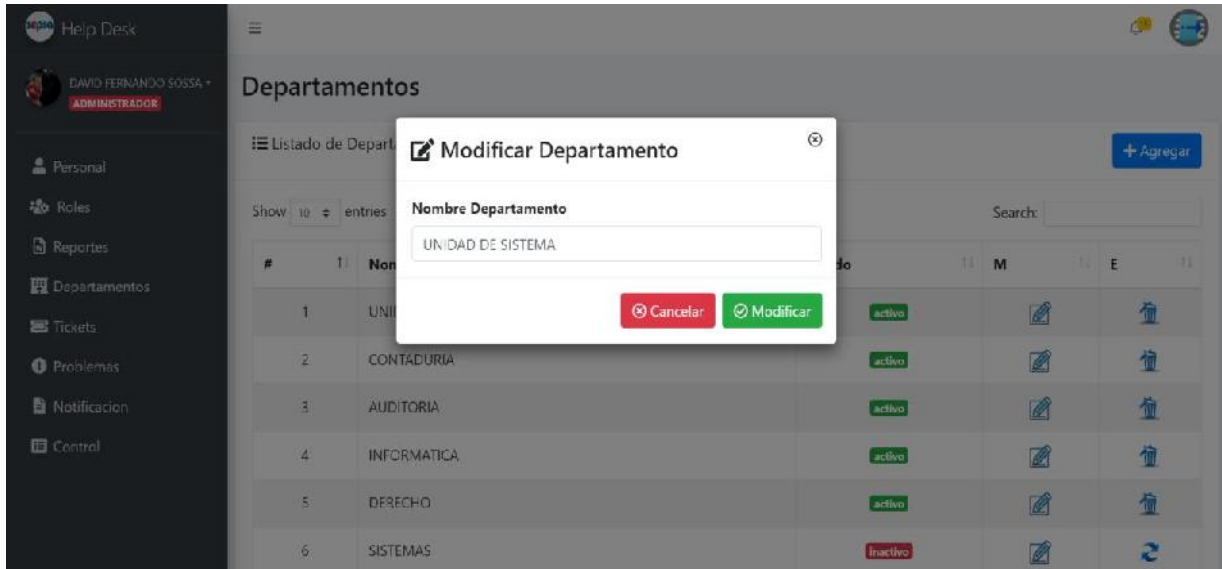 Help Desk
DAVID FERNANDO SOSSA
ADMINISTRADOR
Personal
Roles
Reportes
Departamentos
Tickets
Problemas
Notificacion
Control
Departamentos
Listado de Depart
+ Agregar
Show 10 entries
Search:
# Non do M E
1 UNI activo
2 CONTADURIA activo
3 AUDITORIA activo
4 INFORMATICA activo
5 DERECHO activo
6 SISTEMAS inactivo
Modificar Departamento
Nombre Departamento
UNIDAD DE SISTEMA
Cancelar Modificar